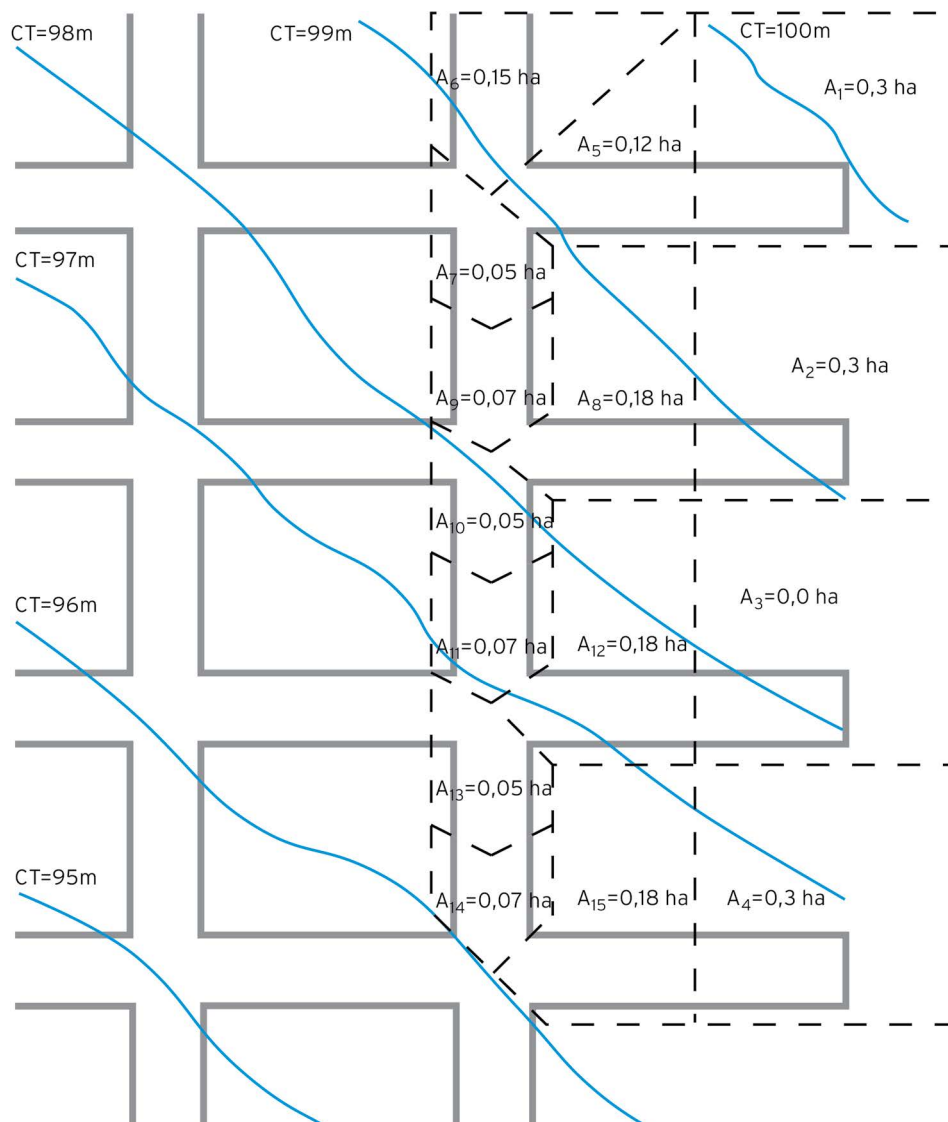 CT=98m
CT=99m
CT=100m
A₆=0,15 ha
A₁=0,3 ha
A₅=0,12 ha
CT=97m
A₇=0,05 ha
A₂=0,3 ha
A₉=0,07 ha
A₈=0,18 ha
A₁₀=0,05 ha
CT=96m
A₃=0,0 ha
A₁₁=0,07 ha
A₁₂=0,18 ha
A₁₃=0,05 ha
CT=95m
A₁₄=0,07 ha
A₁₅=0,18 ha
A₄=0,3 ha